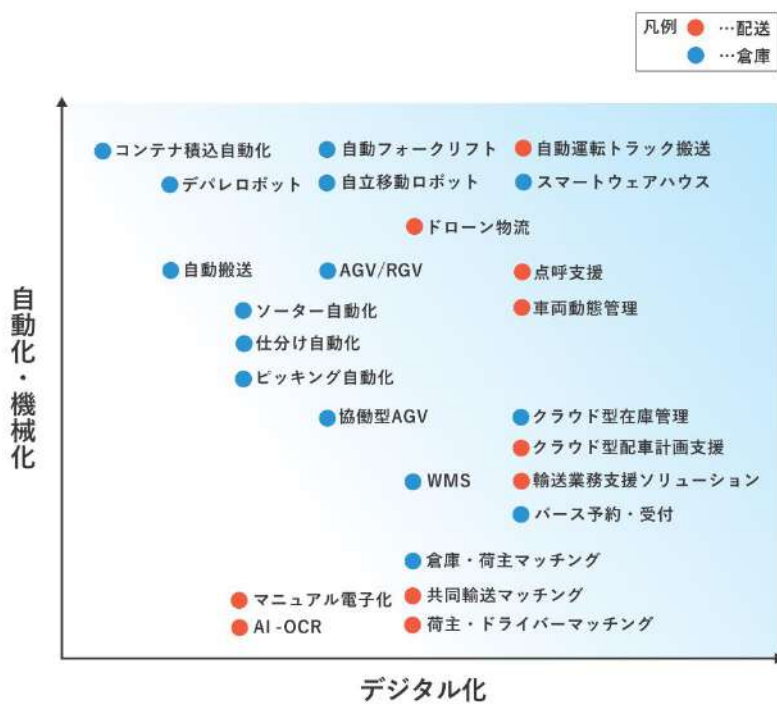 凡例 …配送
…倉庫
コンテナ積込自動化
自動フォークリフト
自動運転トラック搬送
デパレロボット
自立移動ロボット
スマートウェアハウス
ドローン物流
自動搬送
AGV/RGV
点呼支援
ソーター自動化
車両動態管理
仕分け自動化
ピッキング自動化
協働型AGV
クラウド型在庫管理
クラウド型配車計画支援
WMS
輸送業務支援ソリューション
バース予約・受付
倉庫・荷主マッチング
マニュアル電子化
共同輸送マッチング
AI-OCR
荷主・ドライバーマッチング
自動化・機械化
デジタル化